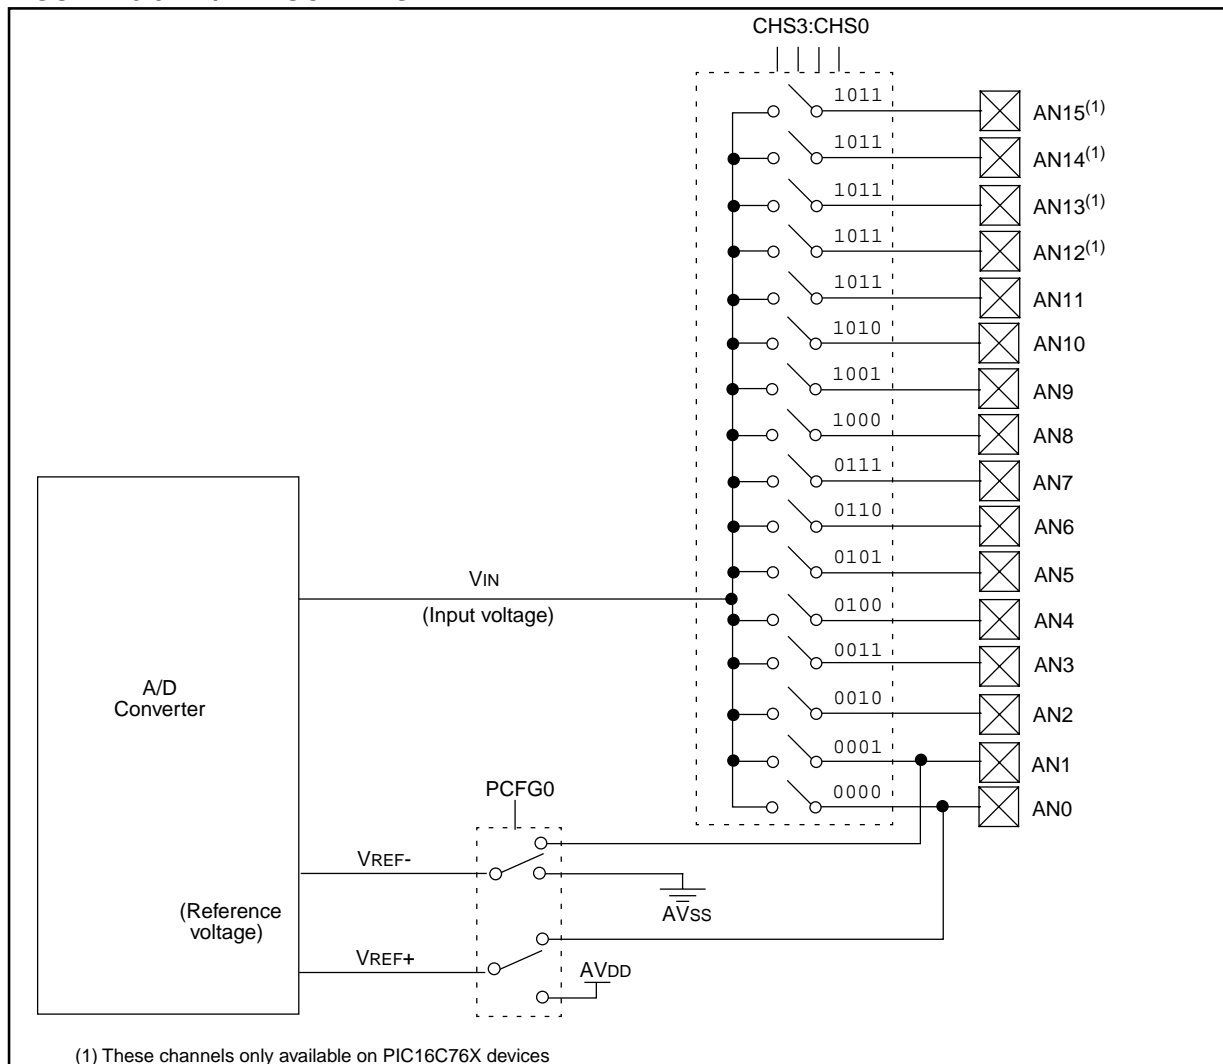 CHS3:CHS0
1011 AN15(1)
1011 AN14(1)
1011 AN13(1)
1011 AN12(1)
1011 AN11
1010 AN10
1001 AN9
1000 AN8
0111 AN7
0110 AN6
0101 AN5
VIN
(Input voltage)
0100 AN4
0011 AN3
A/D
Converter
0010 AN2
0001 AN1
PCFG0
0000 AN0
VREF-
(Reference
voltage)
AVSS
VREF+
AVDD
(1) These channels only available on PIC16C76X devices